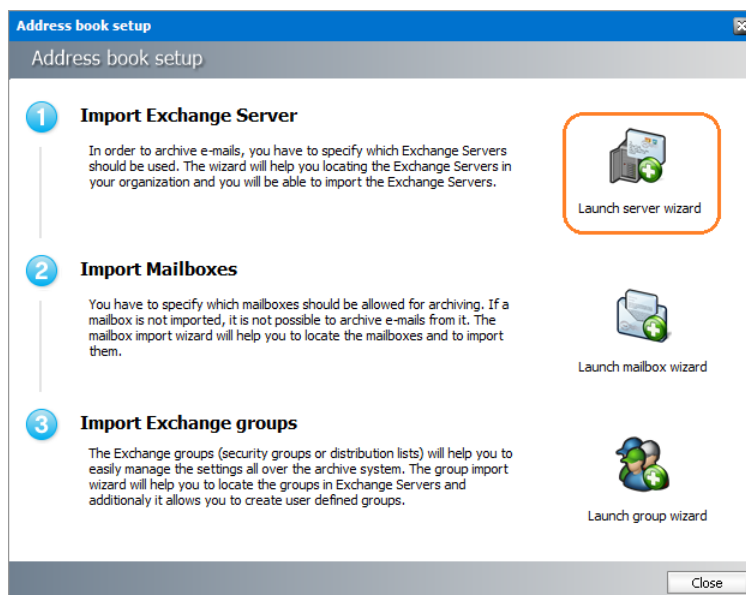 Address book setup
Address book setup
1
Import Exchange Server
In order to archive e-mails, you have to specify which Exchange Servers
should be used. The wizard will help you locating the Exchange Servers in
your organization and you will be able to import the Exchange Servers.
Launch server wizard
2
Import Mailboxes
You have to specify which mailboxes should be allowed for archiving. If a
mailbox is not imported, it is not possible to archive e-mails from it. The
mailbox import wizard will help you to locate the mailboxes and to import
them.
Launch mailbox wizard
3
Import Exchange groups
The Exchange groups (security groups or distribution lists) will help you to
easily manage the settings all over the archive system. The group import
wizard will help you to locate the groups in Exchange Servers and
additionaly it allows you to create user defined groups.
Launch group wizard
Close